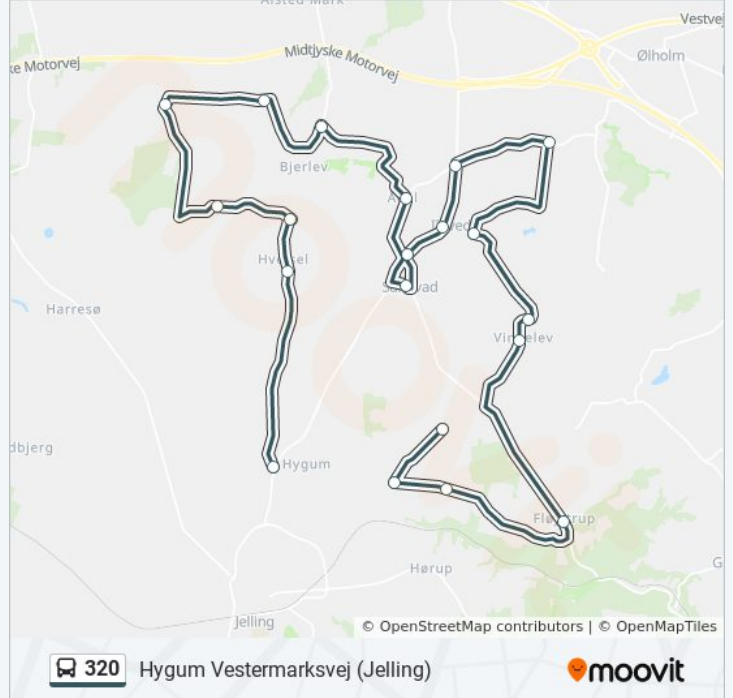 Alsted Mark
Vestvej
Midtjyske Motorvej
Ølholm
ke Motorvej
Bjerlev
Hvejsel
Harresø
dbjerg
Hygum
Hørup
G
Jelling
© OpenStreetMap contributors | © OpenMapTiles
320 Hygum Vestermarksvej (Jelling)
moovit